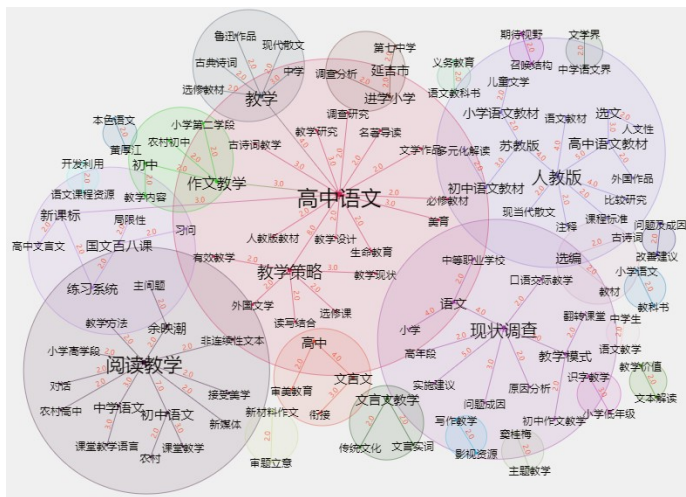 鲁迅作品
现代散文
古典诗词
选修教材
中学
教学
第七中学
延吉市
调查分析
进学小学
义务教育
语文教科书
期待视野
召唤结构
文学界
中学语文界
儿童文学
小学语文教材
语文教材
选文
人文性
苏教版
高中语文教材
多元化解读
初中语文教材
人教版
外国作品
比较研究
现当代散文
注释
课程标准
古诗词
选编
问题及成因
改善建议
本色语文
黄厚江
小学第二学段
农村初中
初中
作文教学
教学内容
开发利用
语文课程资源
调查研究
教学研究
名著导读
古诗词教学
文学作品
高中语文
必修教材
美育
人教版教材
教学设计
生命教育
有效教学
教学策略
教学现状
外国文学
选修课
读写结合
新课标
局限性
习问
高中文言文
国文百八课
练习系统
主问题
教学方法
余映潮
小学高学段
非连续性文本
阅读教学
对话
接受美学
农村高中
中学语文
初中语文
新媒体
课堂教学语言
课堂教学
农村
高中
文言文
审美教育
衔接
新材料作文
审题立意
文言文教学
传统文化
文言实词
中等职业学校
口语交际教学
语文
小学
现状调查
翻转课堂
高年段
教学模式
实施建议
原因分析
问题成因
初中作文教学
教材
中学生
语文教学
小学语文
教科书
识字教学
小学低年级
教学价值
文本解读
写作教学
影视资源
窦桂梅
主题教学